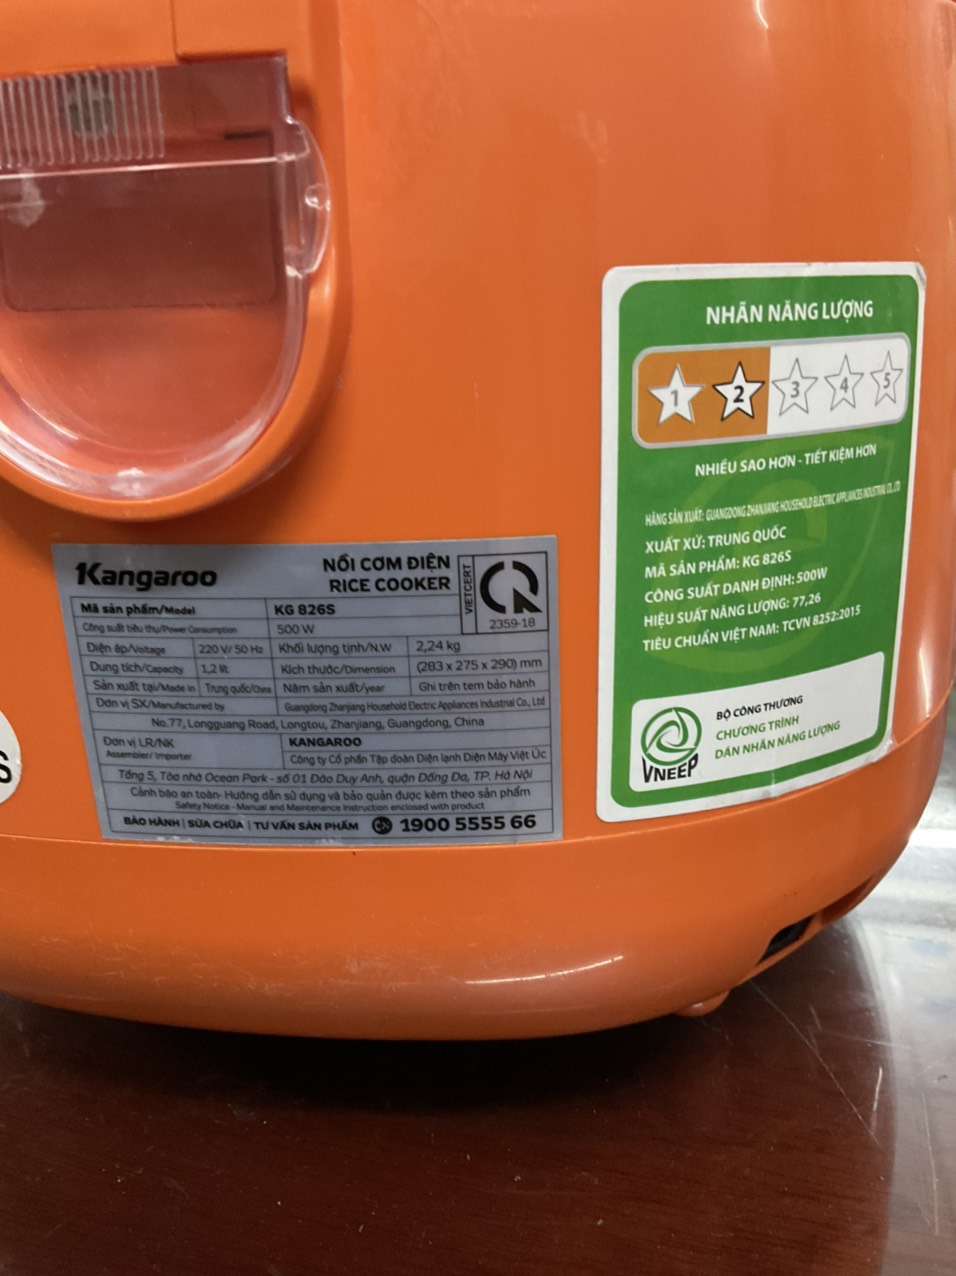 NHÃN NĂNG LƯỢNG
1 2 3 4 5
NHIỀU SAO HƠN - TIẾT KIỆM HƠN
HÃNG SẢN XUẤT: GUANGDONG ZHANJIANG HOUSEHOLD ELECTRIC APPLIANCES INDUSTRIAL CO., LTD
XUẤT XỨ: TRUNG QUỐC
MÃ SẢN PHẨM: KG 826S
CÔNG SUẤT DANH ĐỊNH: 500W
HIỆU SUẤT NĂNG LƯỢNG: 77,26
TIÊU CHUẨN VIỆT NAM: TCVN 8252:2015
BỘ CÔNG THƯƠNG
CHƯƠNG TRÌNH
DÁN NHÃN NĂNG LƯỢNG
VNEEP
Kangaroo
NỒI CƠM ĐIỆN
RICE COOKER
VIETCERT
CR
2359-18
Mã sản phẩm/Model KG 826S
Công suất tiêu thụ/Power Consumption 500 W
Điện áp/Voltage 220 V/ 50 Hz Khối lượng tịnh/N.W 2,24 kg
Dung tích/Capacity 1,2 lít Kích thước/Dimension (283 x 275 x 290) mm
Sản xuất tại/Made in Trung quốc/China Năm sản xuất/year Ghi trên tem bảo hành
Đơn vị SX/Manufactured by Guangdong Zhanjiang Household Electric Appliances Industrial Co., Ltd
No.77, Longguang Road, Longtou, Zhanjiang, Guangdong, China
Đơn vị LR/NK KANGAROO
Assembler/ Importer Công ty Cổ phần Tập đoàn Điện lạnh Điện Máy Việt Úc
Tầng 5, Tòa nhà Ocean Park - số 01 Đào Duy Anh, quận Đống Đa, TP. Hà Nội
Cảnh báo an toàn- Hướng dẫn sử dụng và bảo quản được kèm theo sản phẩm
Safety Notice - Manual and Maintenance Instruction enclosed with product
BẢO HÀNH | SỬA CHỮA | TƯ VẤN SẢN PHẨM 1900 5555 66
S